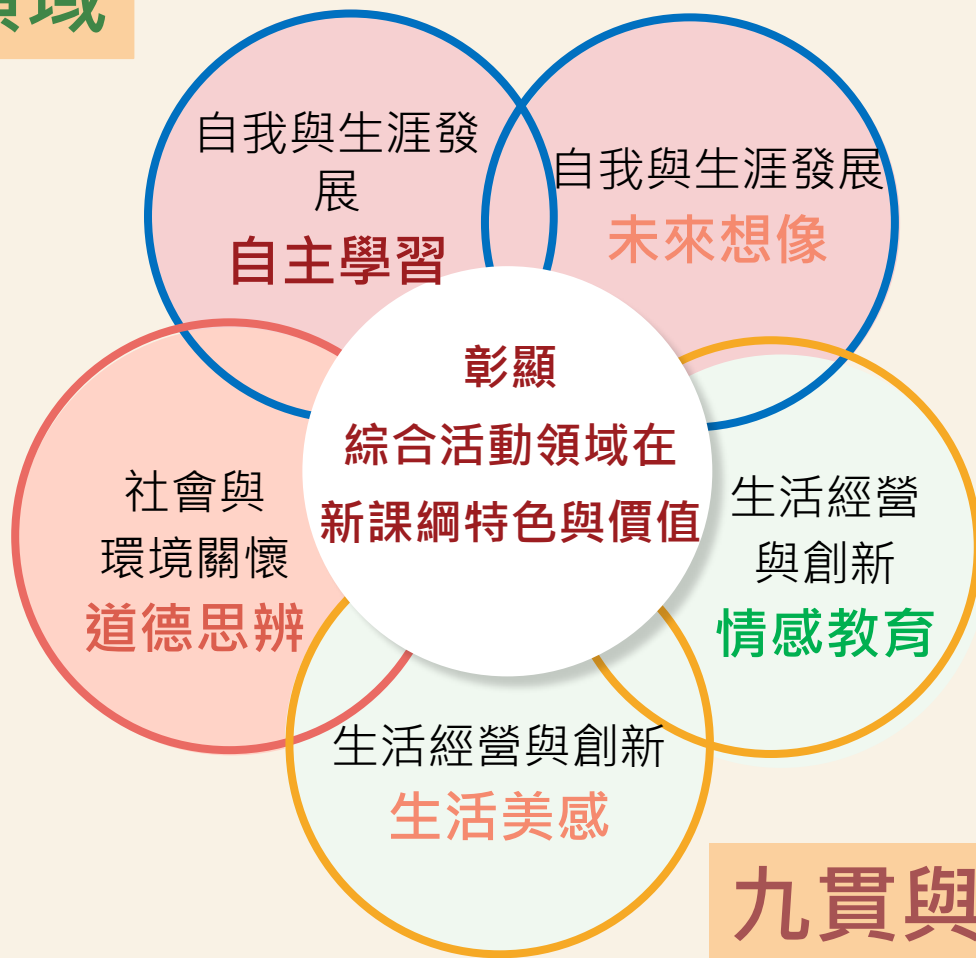 領域
自我與生涯發
展
自主學習
自我與生涯發展
未來想像
彰顯
綜合活動領域在
新課綱特色與價值
社會與
環境關懷
道德思辨
生活經營
與創新
情感教育
生活經營與創新
生活美感
九貫與